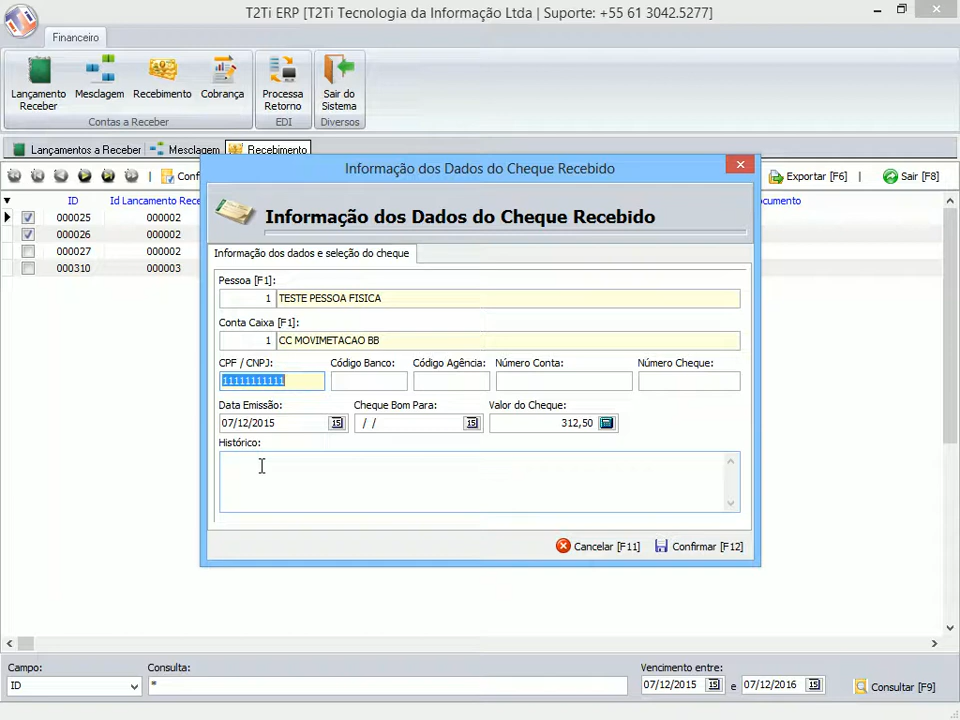 T2Ti ERP [T2Ti Tecnologia da Informação Ltda | Suporte: +55 61 3042.5277]
Financeiro
Lançamento Receber
Mesclagem
Recebimento
Cobrança
Processa Retorno
Sair do Sistema
Contas a Receber
EDI
Diversos
Lançamentos a Receber
Mesclagem
Recebimento
Exportar [F6]
Sair [F8]
ID
Id Lancamento Rece
000025 000002
000026 000002
000027 000002
000310 000003
Informação dos Dados do Cheque Recebido
Informação dos Dados do Cheque Recebido
Informação dos dados e seleção do cheque
Pessoa [F1]:
1 TESTE PESSOA FISICA
Conta Caixa [F1]:
1 CC MOVIMETACAO BB
CPF / CNPJ: Código Banco: Código Agência: Número Conta: Número Cheque:
11111111111
Data Emissão: Cheque Bom Para: Valor do Cheque:
07/12/2015 / / 312,50
Histórico:
Cancelar [F11] Confirmar [F12]
Campo: Consulta: Vencimento entre:
ID * 07/12/2015 e 07/12/2016 Consultar [F9]